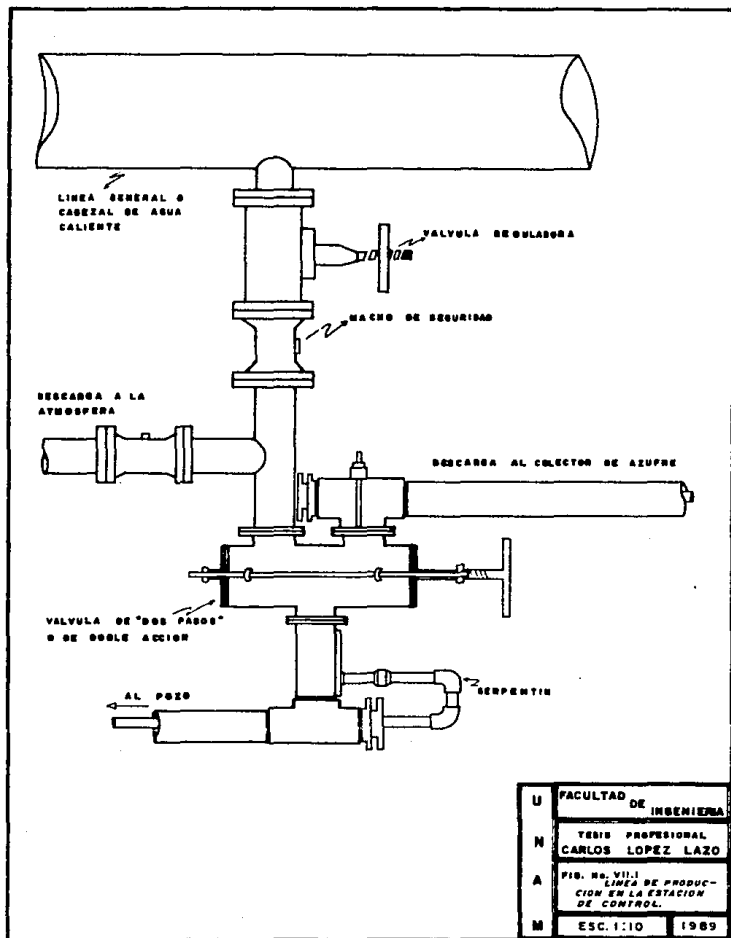 LINEA GENERAL O
CABEZAL DE AGUA
CALIENTE
VALVULA REGULADORA
MACHO DE SEGURIDAD
DESCARGA A LA
ATMOSFERA
DESCARGA AL COLECTOR DE AZUFRE
VALVULA DE "DOS PASOS"
O DE DOBLE ACCION
SERPENTIN
AL POZO
U N A M
FACULTAD
DE
INGENIERIA
TESIS PROFESIONAL
CARLOS LOPEZ LAZO
FIG. No. VII.1
LINEA DE PRODUC-
CION EN LA ESTACION
DE CONTROL.
ESC. 1:10
1989